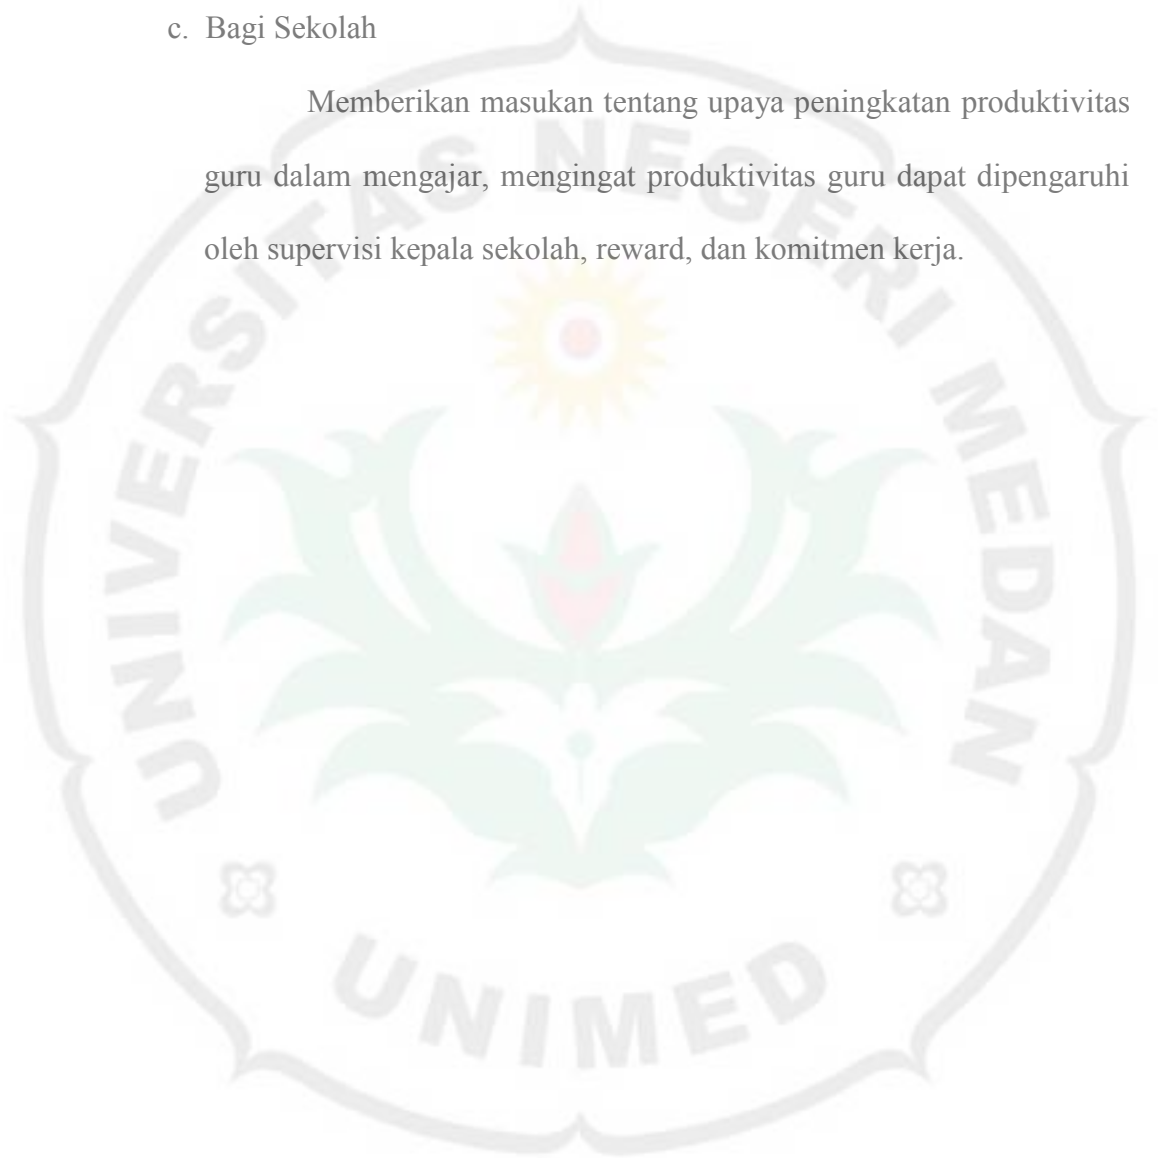 c. Bagi Sekolah
Memberikan masukan tentang upaya peningkatan produktivitas
guru dalam mengajar, mengingat produktivitas guru dapat dipengaruhi
oleh supervisi kepala sekolah, reward, dan komitmen kerja.
UNIVERSITAS NEGERI MEDAN
UNIMED